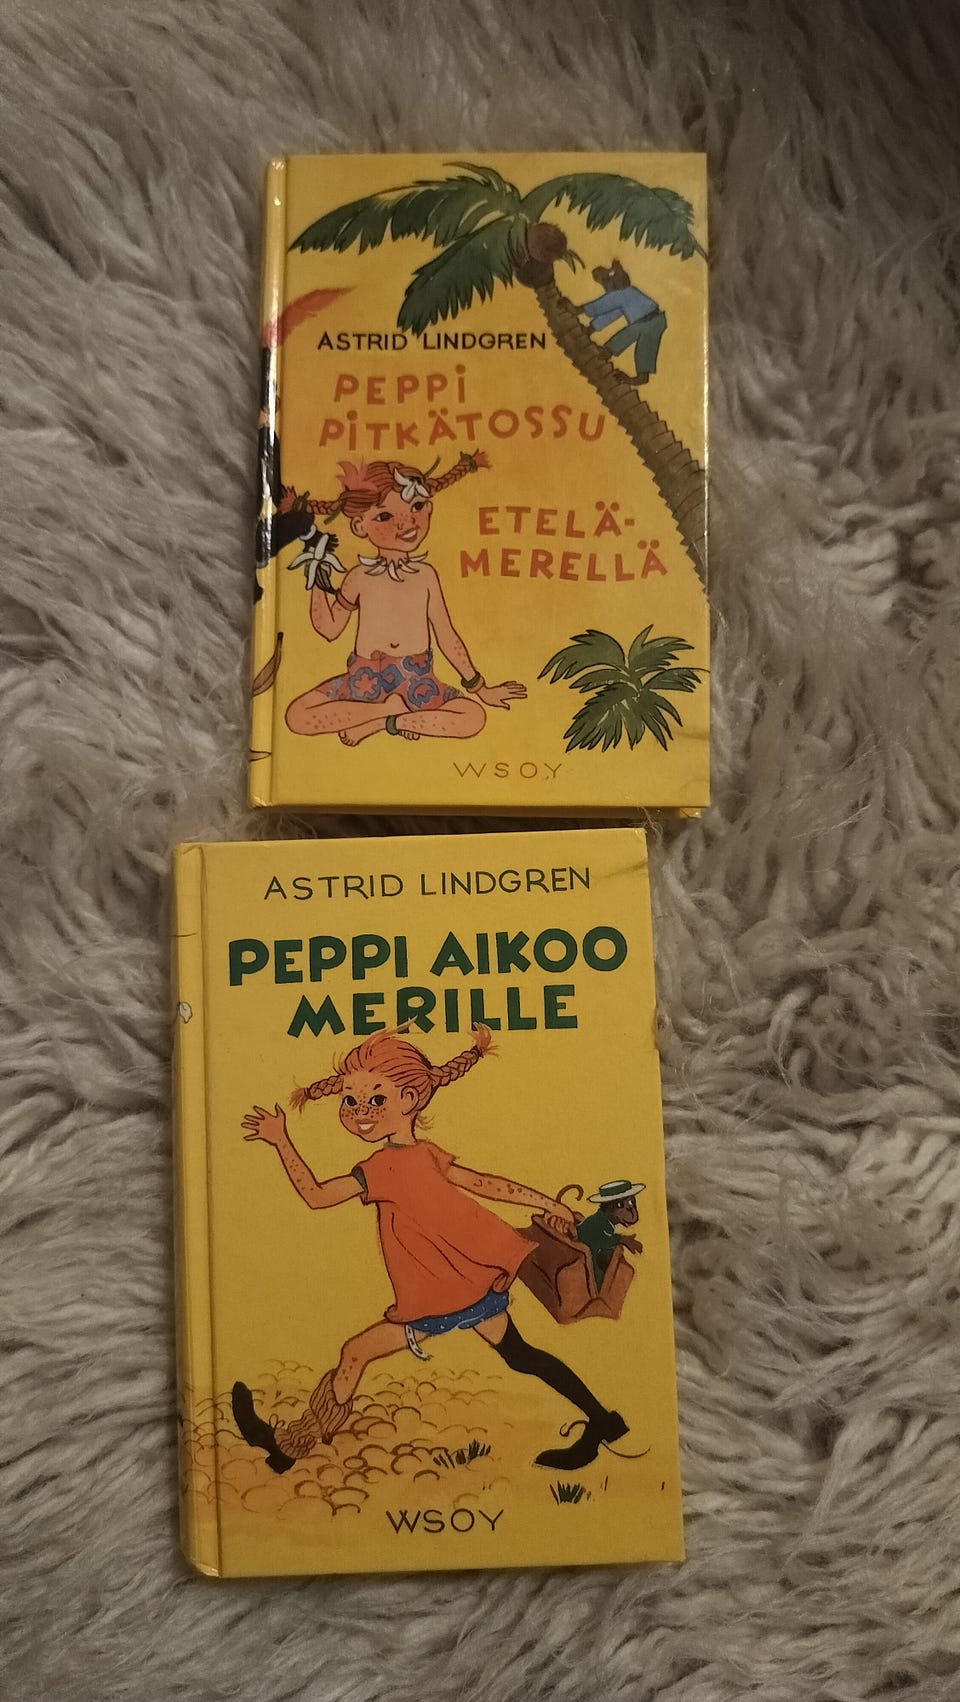 ASTRID LINDGREN
PEPPI
PITKÄTOSSU
ETELÄ-
MERELLÄ
WSOY
ASTRID LINDGREN
PEPPI AIKOO
MERILLE
WSOY